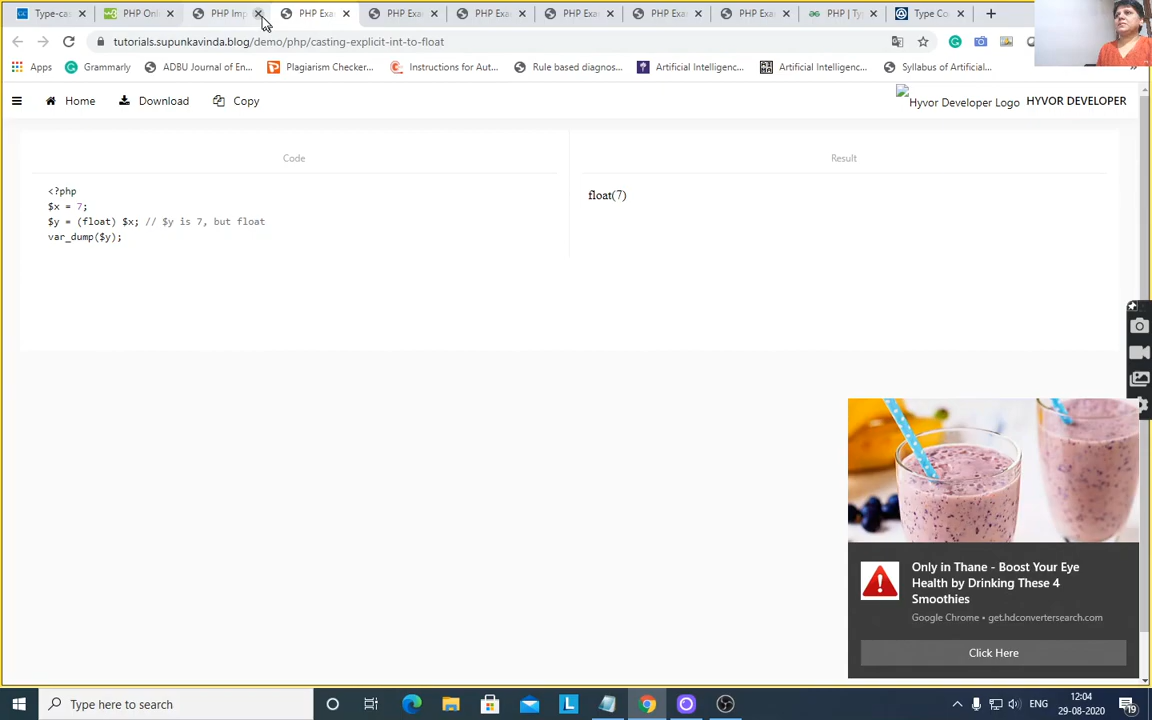 Type-cas
PHP Onl
PHP Imp
PHP Exa
PHP Exa
PHP Exa
PHP Exa
PHP Exa
PHP Exa
PHP | Ty
Type Co
tutorials.supunkavinda.blog/demo/php/casting-explicit-int-to-float
Apps
Grammarly
ADBU Journal of En...
Plagiarism Checker...
Instructions for Aut...
Rule based diagnos...
Artificial Intelligenc...
Artificial Intelligenc...
Syllabus of Artificial...
Home
Download
Copy
Hyvor Developer Logo
HYVOR DEVELOPER
Code
Result
<?php
$x = 7;
$y = (float) $x; // $y is 7, but float
var_dump($y);
float(7)
Only in Thane - Boost Your Eye
Health by Drinking These 4
Smoothies
Google Chrome • get.hdconvertersearch.com
Click Here
Type here to search
ENG
12:04
29-08-2020
19